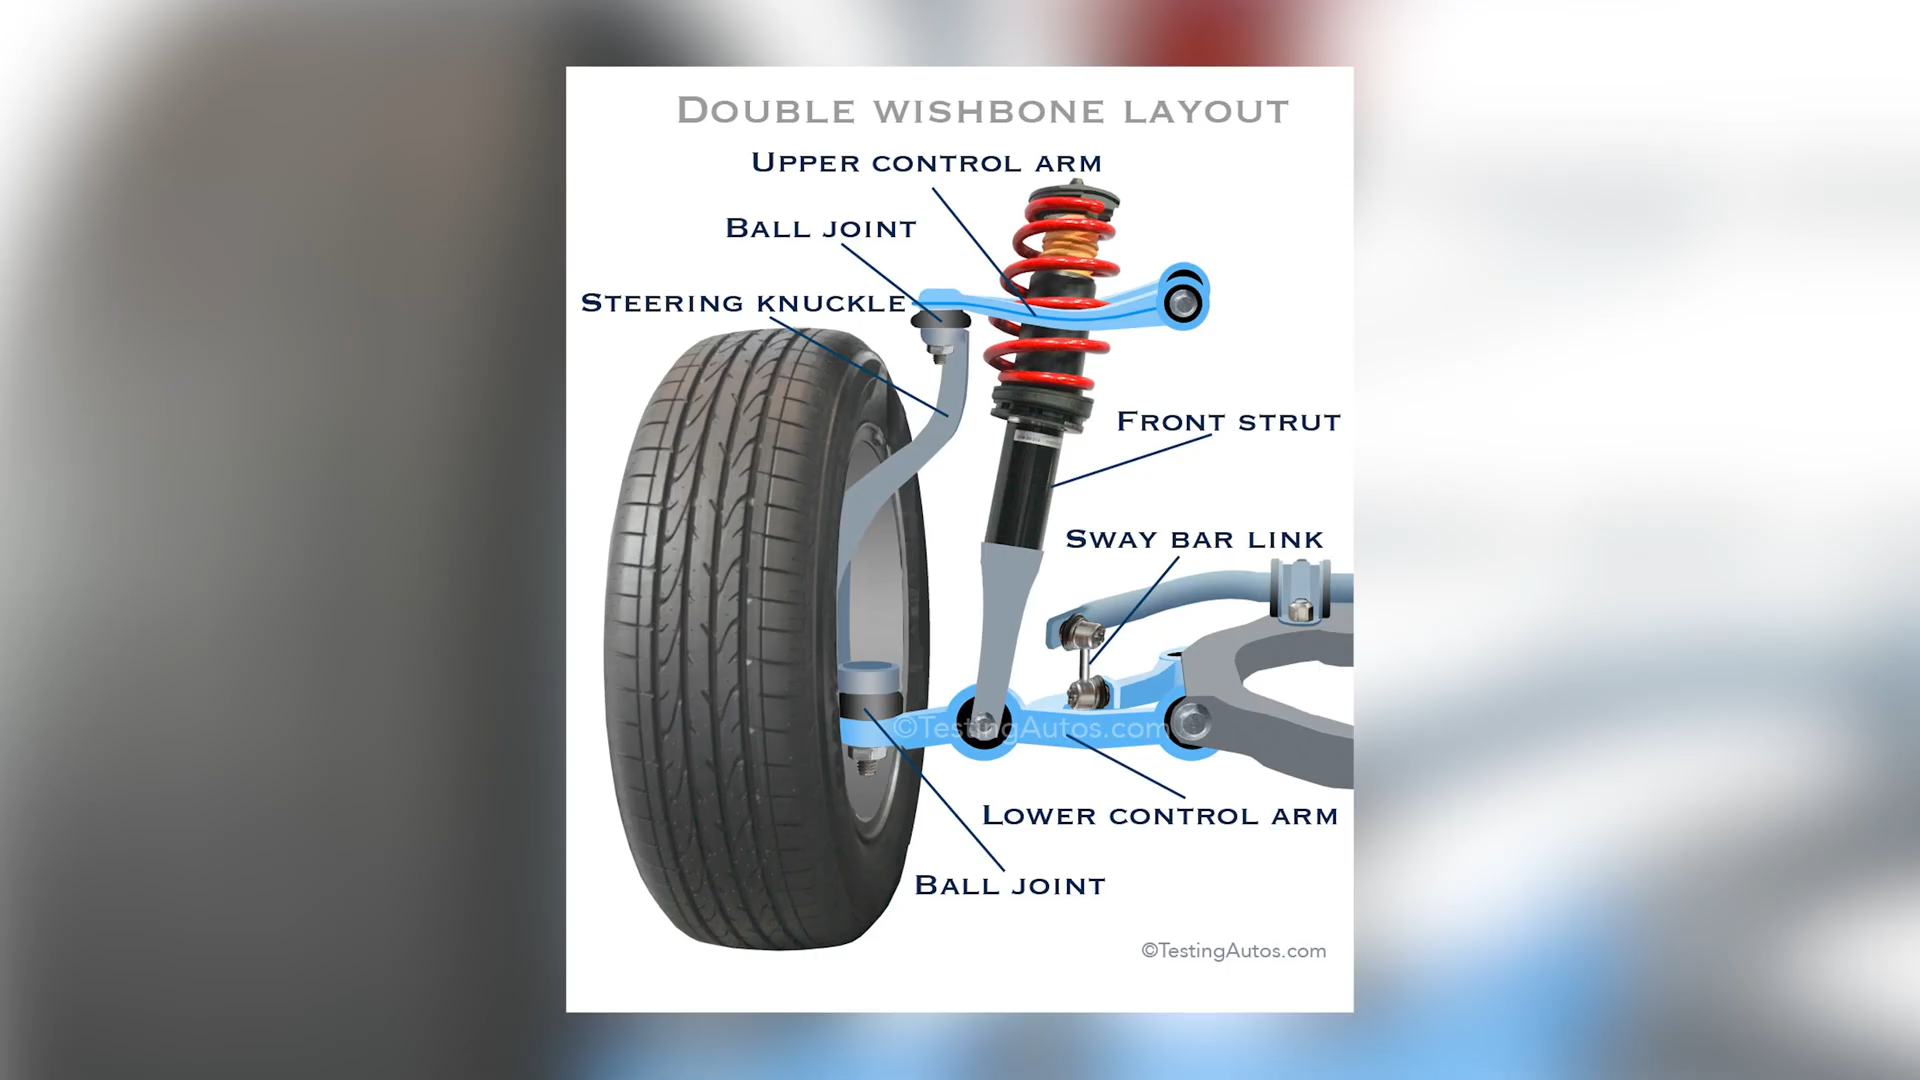 DOUBLE WISHBONE LAYOUT
UPPER CONTROL ARM
BALL JOINT
STEERING KNUCKLE
FRONT STRUT
SWAY BAR LINK
©TestingAutos.com
LOWER CONTROL ARM
BALL JOINT
©TestingAutos.com